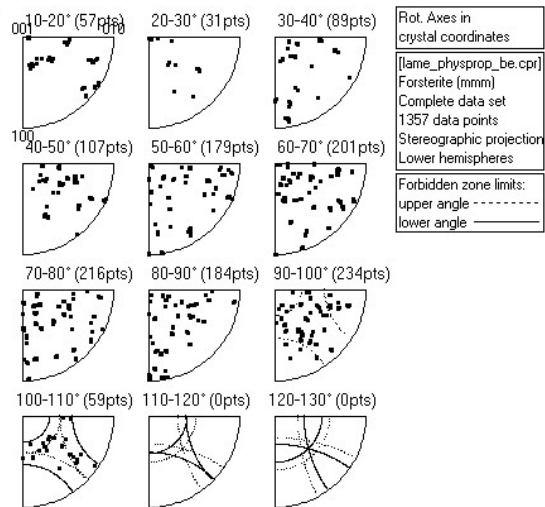 10-20° (57pts)
20-30° (31pts)
30-40° (89pts)
001
010
100
40-50° (107pts)
50-60° (179pts)
60-70° (201pts)
70-80° (216pts)
80-90° (184pts)
90-100° (234pts)
100-110° (59pts)
110-120° (0pts)
120-130° (0pts)
Rot. Axes in
crystal coordinates
[lame_physprop_be.cpr]
Forsterite (mmm)
Complete data set
1357 data points
Stereographic projection
Lower hemispheres
Forbidden zone limits:
upper angle
lower angle